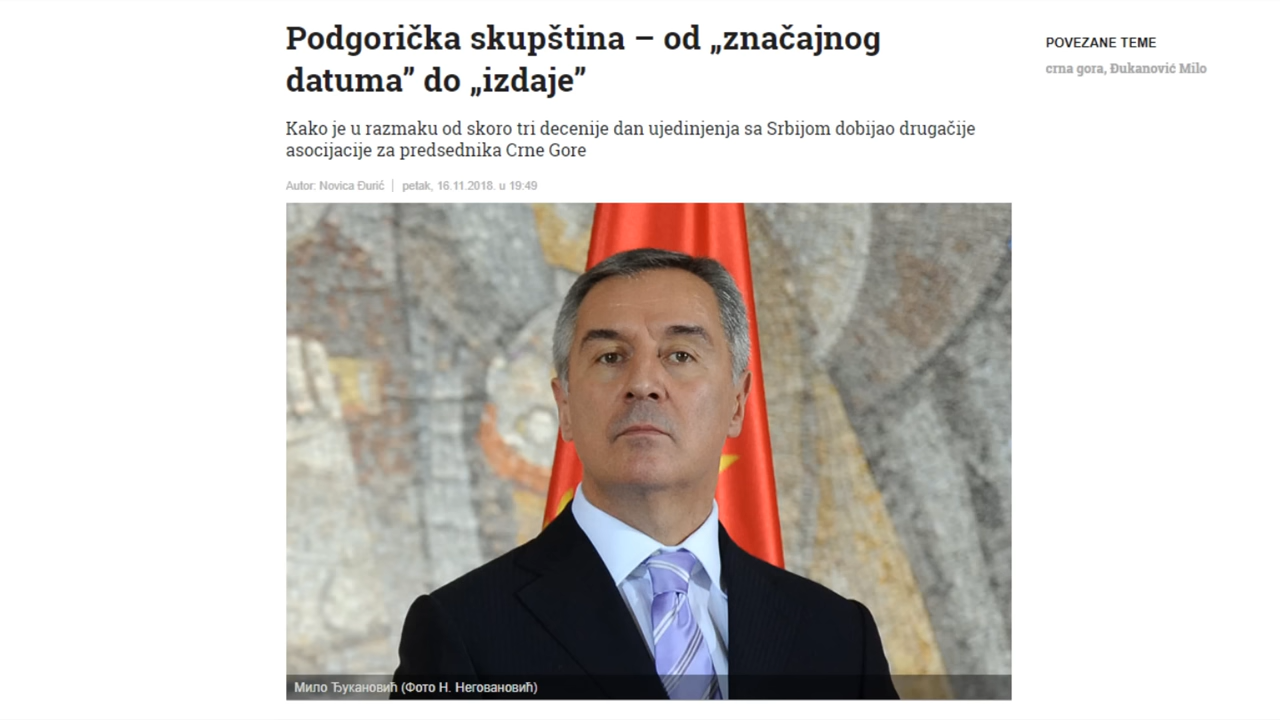 Podgorička skupština – od „značajnog
datuma” do „izdaje”
Kako je u razmaku od skoro tri decenije dan ujedinjenja sa Srbijom dobijao drugačije
asocijacije za predsednika Crne Gore
Autor: Novica Đurić | petak, 16.11.2018. u 19:49
Мило Ђукановић (Фото Н. Неговановић)
POVEZANE TEME
crna gora, Đukanović Milo